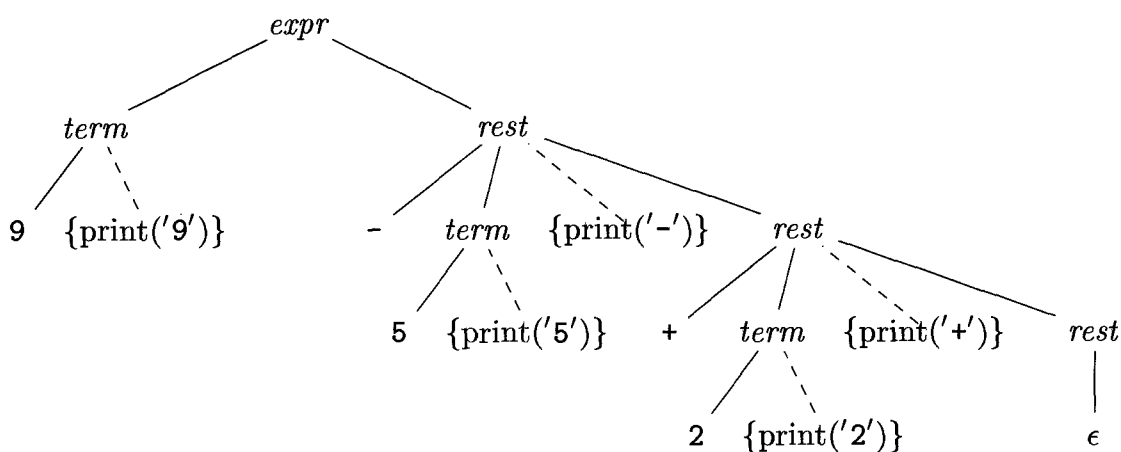 expr
term rest
9 {print('9')} - term {print('-')} rest
5 {print('5')} + term {print('+')} rest
2 {print('2')} ϵ